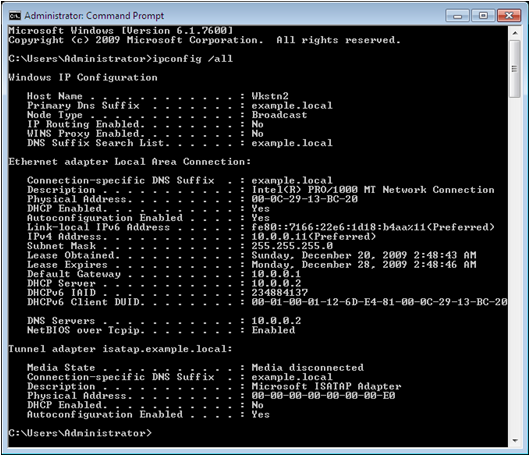 Administrator: Command Prompt
Microsoft Windows [Version 6.1.7600]
Copyright (c) 2009 Microsoft Corporation.  All rights reserved.
C:\Users\Administrator>ipconfig /all
Windows IP Configuration
Host Name . . . . . . . . . . . . : Wkstn2
Primary Dns Suffix  . . . . . . . : example.local
Node Type . . . . . . . . . . . . : Broadcast
IP Routing Enabled. . . . . . . . : No
WINS Proxy Enabled. . . . . . . . : No
DNS Suffix Search List. . . . . . : example.local
Ethernet adapter Local Area Connection:
Connection-specific DNS Suffix  . : example.local
Description . . . . . . . . . . . : Intel(R) PRO/1000 MT Network Connection
Physical Address. . . . . . . . . : 00-0C-29-13-BC-20
DHCP Enabled. . . . . . . . . . . : Yes
Autoconfiguration Enabled . . . . : Yes
Link-local IPv6 Address . . . . . : fe80::7166:22e6:1d18:b4aa%11(Preferred)
IPv4 Address. . . . . . . . . . . : 10.0.0.11(Preferred)
Subnet Mask . . . . . . . . . . . : 255.255.255.0
Lease Obtained. . . . . . . . . . : Sunday, December 20, 2009 2:48:43 AM
Lease Expires . . . . . . . . . . : Monday, December 28, 2009 2:48:46 AM
Default Gateway . . . . . . . . . : 10.0.0.1
DHCP Server . . . . . . . . . . . : 10.0.0.2
DHCPv6 IAID . . . . . . . . . . . : 234884137
DHCPv6 Client DUID. . . . . . . . : 00-01-00-01-12-6D-E4-81-00-0C-29-13-BC-20
DNS Servers . . . . . . . . . . . : 10.0.0.2
NetBIOS over Tcpip. . . . . . . . : Enabled
Tunnel adapter isatap.example.local:
Media State . . . . . . . . . . . : Media disconnected
Connection-specific DNS Suffix  . : example.local
Description . . . . . . . . . . . : Microsoft ISATAP Adapter
Physical Address. . . . . . . . . : 00-00-00-00-00-00-00-E0
DHCP Enabled. . . . . . . . . . . : No
Autoconfiguration Enabled . . . . : Yes
C:\Users\Administrator>